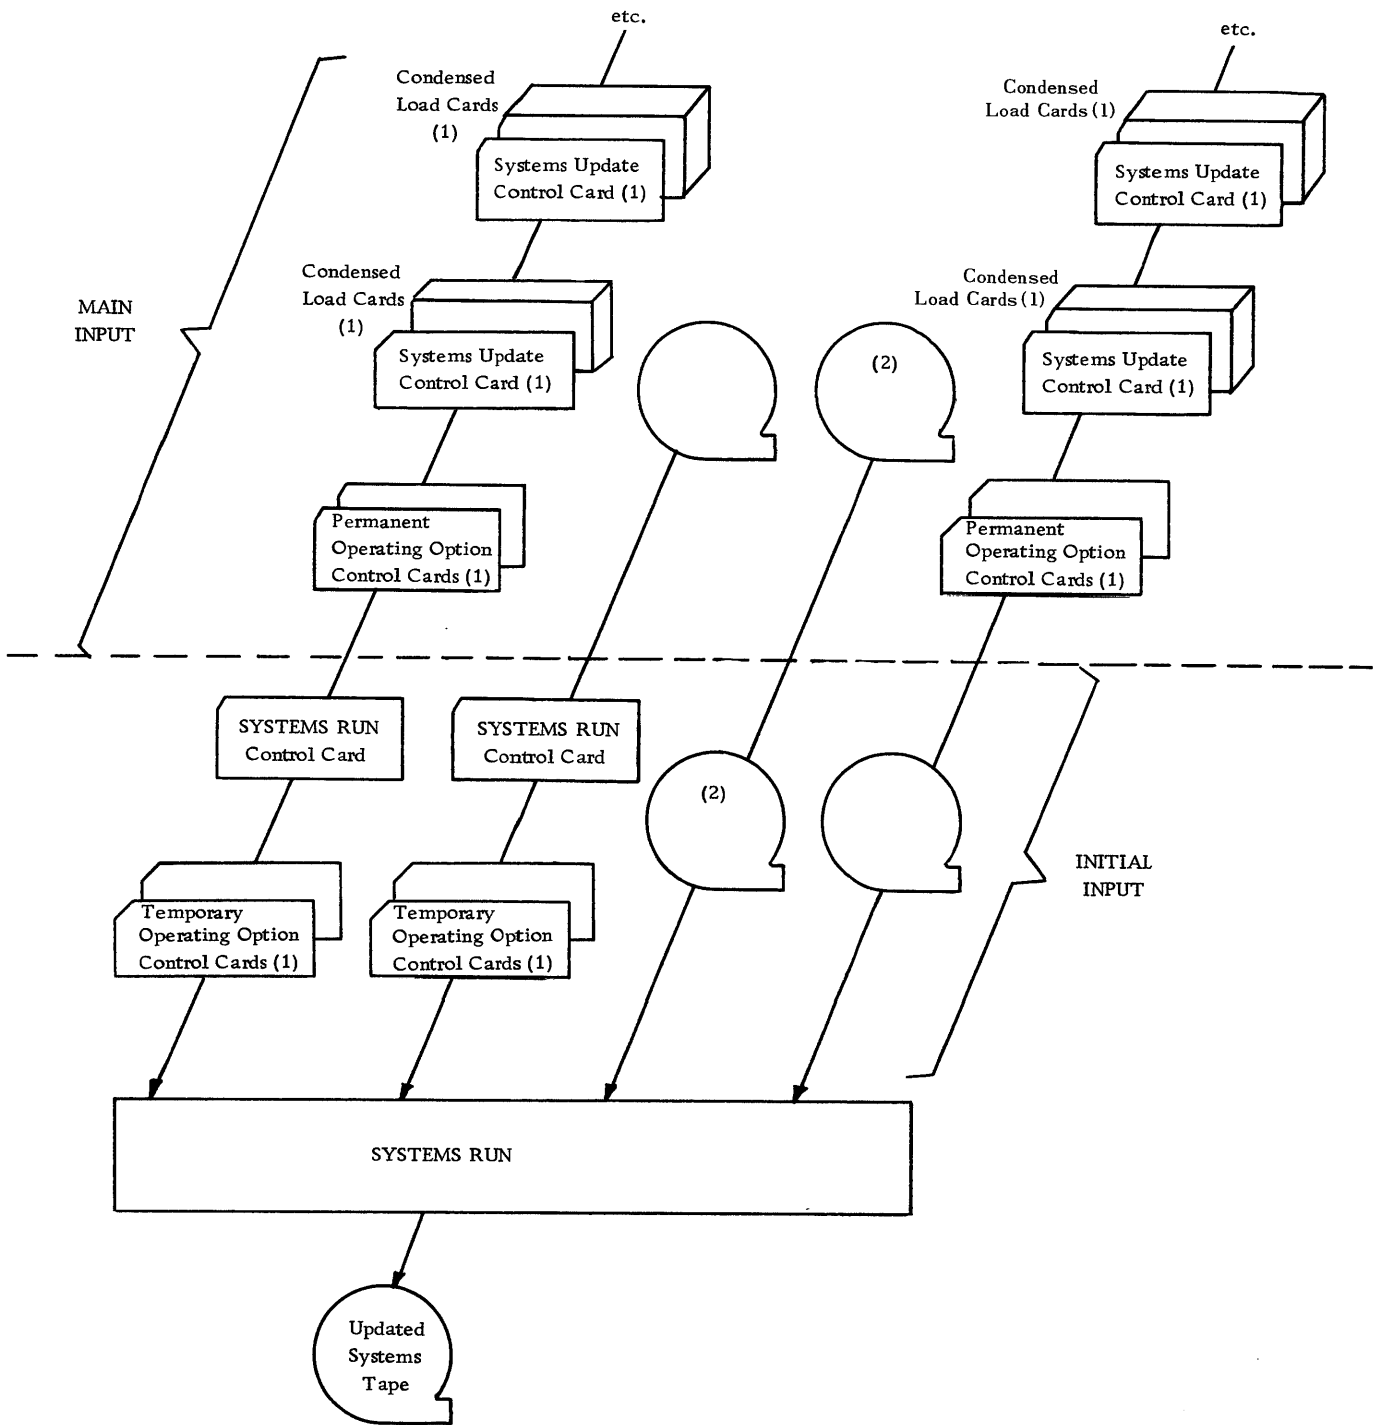 etc.
etc.
Condensed
Load Cards
(1)
Systems Update
Control Card (1)
Condensed
Load Cards (1)
Systems Update
Control Card (1)
Condensed
Load Cards
(1)
Systems Update
Control Card (1)
Condensed
Load Cards (1)
Systems Update
Control Card (1)
MAIN
INPUT
(2)
Permanent
Operating Option
Control Cards (1)
Permanent
Operating Option
Control Cards (1)
SYSTEMS RUN
Control Card
SYSTEMS RUN
Control Card
(2)
INITIAL
INPUT
Temporary
Operating Option
Control Cards (1)
Temporary
Operating Option
Control Cards (1)
SYSTEMS RUN
Updated
Systems
Tape